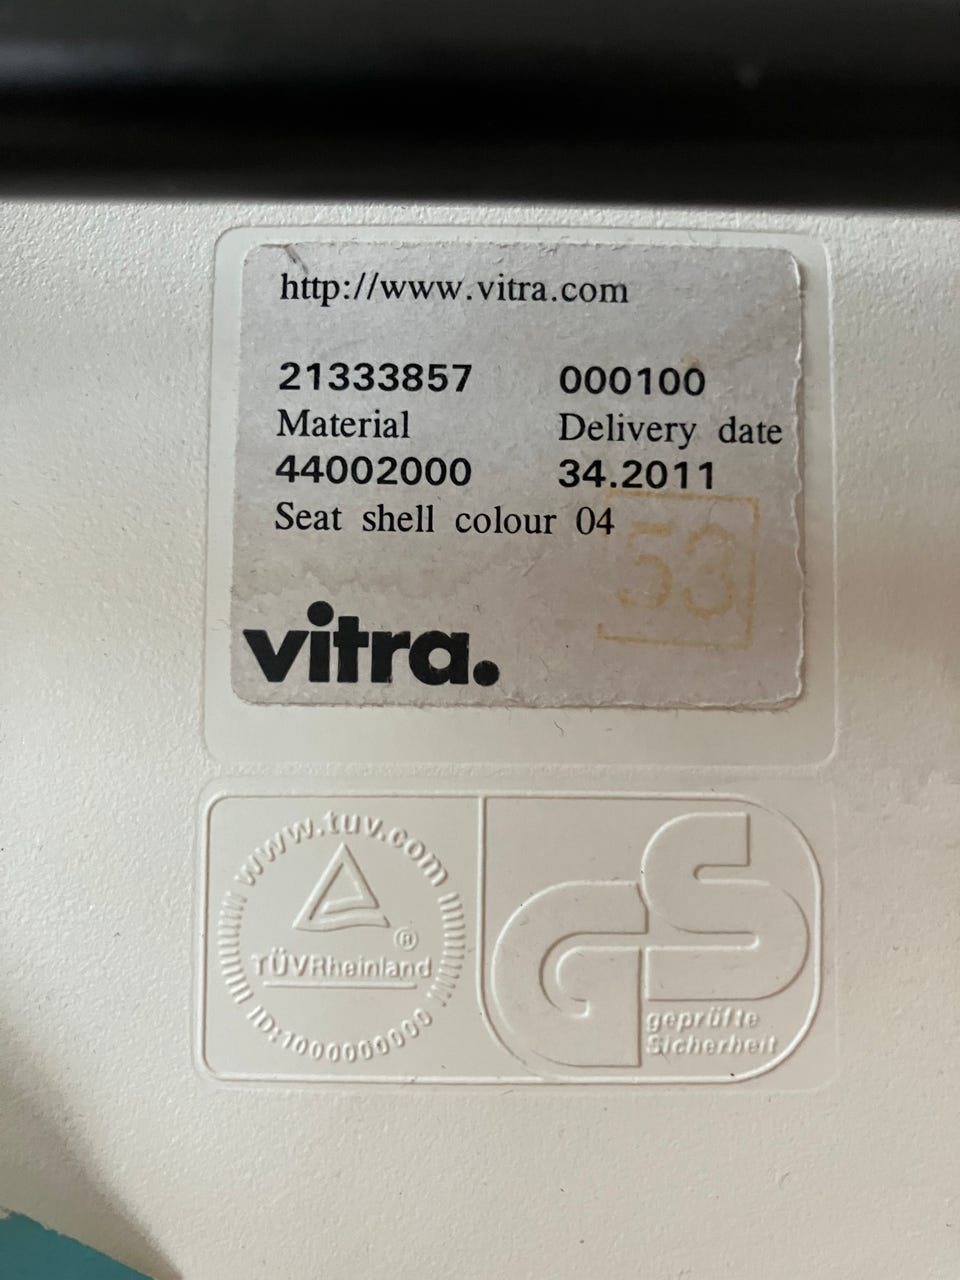 http://www.vitra.com
21333857 000100
Material Delivery date
44002000 34.2011
Seat shell colour 04
53
vitra.
www.tuv.com
®
TÜVRheinland
ID:1000000000
GS
geprüfte
Sicherheit